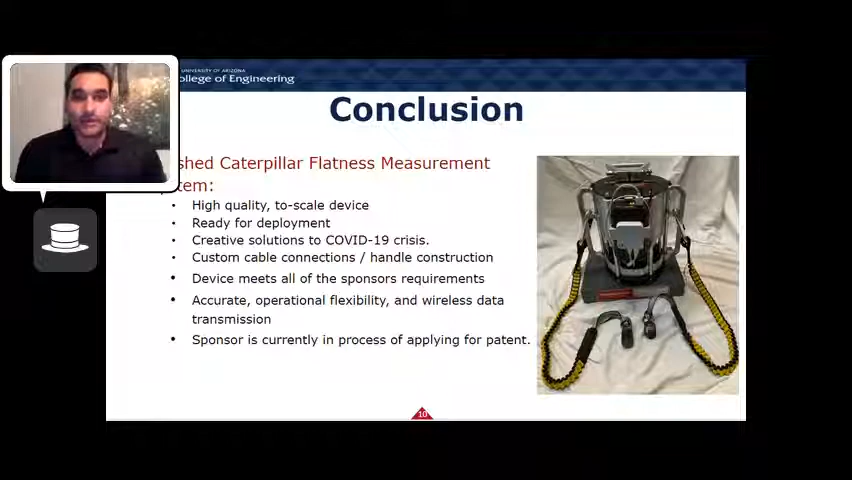 UNIVERSITY OF ARIZONA
ollege of Engineering
Conclusion
shed Caterpillar Flatness Measurement
tem:
• High quality, to-scale device
• Ready for deployment
• Creative solutions to COVID-19 crisis.
• Custom cable connections / handle construction
• Device meets all of the sponsors requirements
• Accurate, operational flexibility, and wireless data
transmission
• Sponsor is currently in process of applying for patent.
10